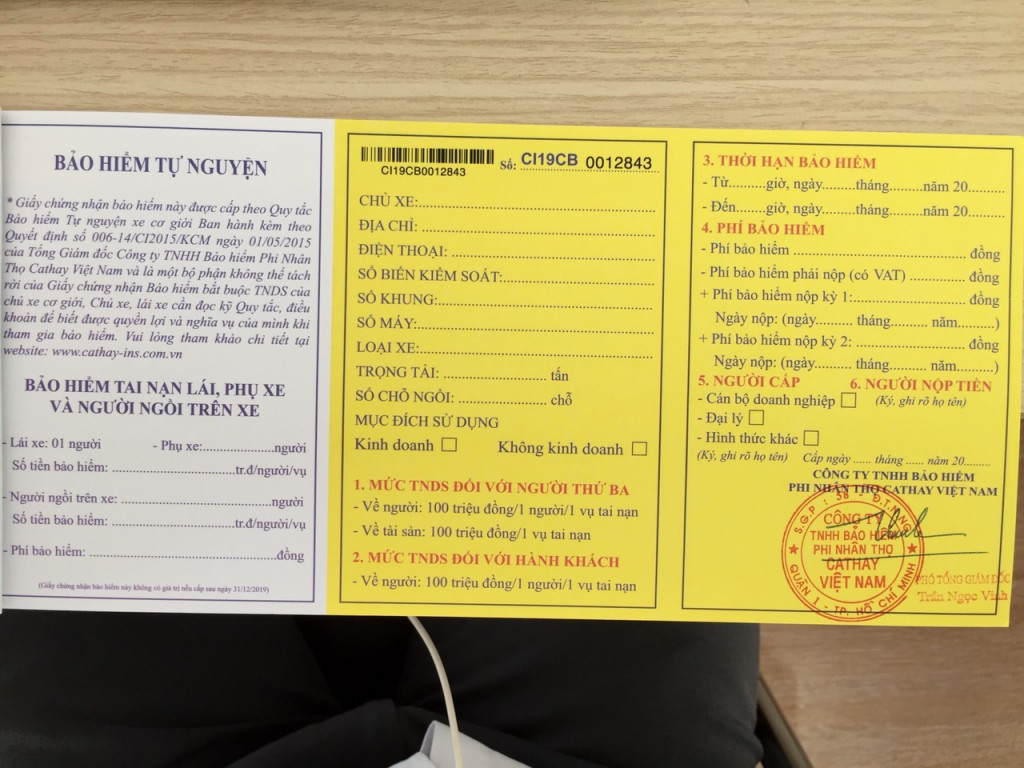 BẢO HIỂM TỰ NGUYỆN
* Giấy chứng nhận bảo hiểm này được cấp theo Quy tắc
Bảo hiểm Tự nguyện xe cơ giới Ban hành kèm theo
Quyết định số 006-14/CI2015/KCM ngày 01/05/2015
của Tổng Giám đốc Công ty TNHH Bảo hiểm Phi Nhân
Thọ Cathay Việt Nam và là một bộ phận không thể tách
rời của Giấy chứng nhận Bảo hiểm bắt buộc TNDS của
chủ xe cơ giới, Chủ xe, lái xe cần đọc kỹ Quy tắc, điều
khoản để biết được quyền lợi và nghĩa vụ của mình khi
tham gia bảo hiểm. Vui lòng tham khảo chi tiết tại
website: www.cathay-ins.com.vn
BẢO HIỂM TAI NẠN LÁI, PHỤ XE
VÀ NGƯỜI NGỒI TRÊN XE
- Lái xe: 01 người - Phụ xe:....................người
Số tiền bảo hiểm: ..................................tr.đ/người/vụ
- Người ngồi trên xe: .........................................người
Số tiền bảo hiểm: ..................................tr.đ/người/vụ
- Phí bảo hiểm: ...................................................đồng
(Giấy chứng nhận bảo hiểm này không có giá trị nếu cấp sau ngày 31/12/2019)
Số: CI19CB 0012843
CI19CB0012843
CHỦ XE:..........................................................
ĐỊA CHỈ: ..........................................................
ĐIỆN THOẠI: ..................................................
SỐ BIỂN KIỂM SOÁT:.....................................
SỐ KHUNG:.....................................................
SỐ MÁY:..........................................................
LOẠI XE:..........................................................
TRỌNG TẢI: ............................ tấn
SỐ CHỖ NGỒI: ........................ chỗ
MỤC ĐÍCH SỬ DỤNG
Kinh doanh ☐ Không kinh doanh ☐
1. MỨC TNDS ĐỐI VỚI NGƯỜI THỨ BA
- Về người: 100 triệu đồng/1 người/1 vụ tai nạn
- Về tài sản: 100 triệu đồng/1 vụ tai nạn
2. MỨC TNDS ĐỐI VỚI HÀNH KHÁCH
- Về người: 100 triệu đồng/1 người/1 vụ tai nạn
3. THỜI HẠN BẢO HIỂM
- Từ.........giờ, ngày.........tháng.........năm 20.........
- Đến.........giờ, ngày.........tháng.........năm 20.........
4. PHÍ BẢO HIỂM
- Phí bảo hiểm ............................................... đồng
- Phí bảo hiểm phải nộp (có VAT) ................ đồng
+ Phí bảo hiểm nộp kỳ 1:..............................đồng
Ngày nộp: (ngày.......... tháng.......... năm..........)
+ Phí bảo hiểm nộp kỳ 2: ..............................đồng
Ngày nộp: (ngày.......... tháng.......... năm..........)
5. NGƯỜI CẤP 6. NGƯỜI NỘP TIỀN
- Cán bộ doanh nghiệp ☐ (Ký, ghi rõ họ tên)
- Đại lý ☐
- Hình thức khác ☐
(Ký, ghi rõ họ tên) Cấp ngày ...... tháng ...... năm 20.......
CÔNG TY TNHH BẢO HIỂM
PHI NHÂN THỌ CATHAY VIỆT NAM
CÔNG TY
TNHH BẢO HIỂM
PHI NHÂN THỌ
CATHAY
VIỆT NAM
QUẬN 1 - TP. HỒ CHÍ MINH
PHÓ TỔNG GIÁM ĐỐC
Trần Ngọc Vinh